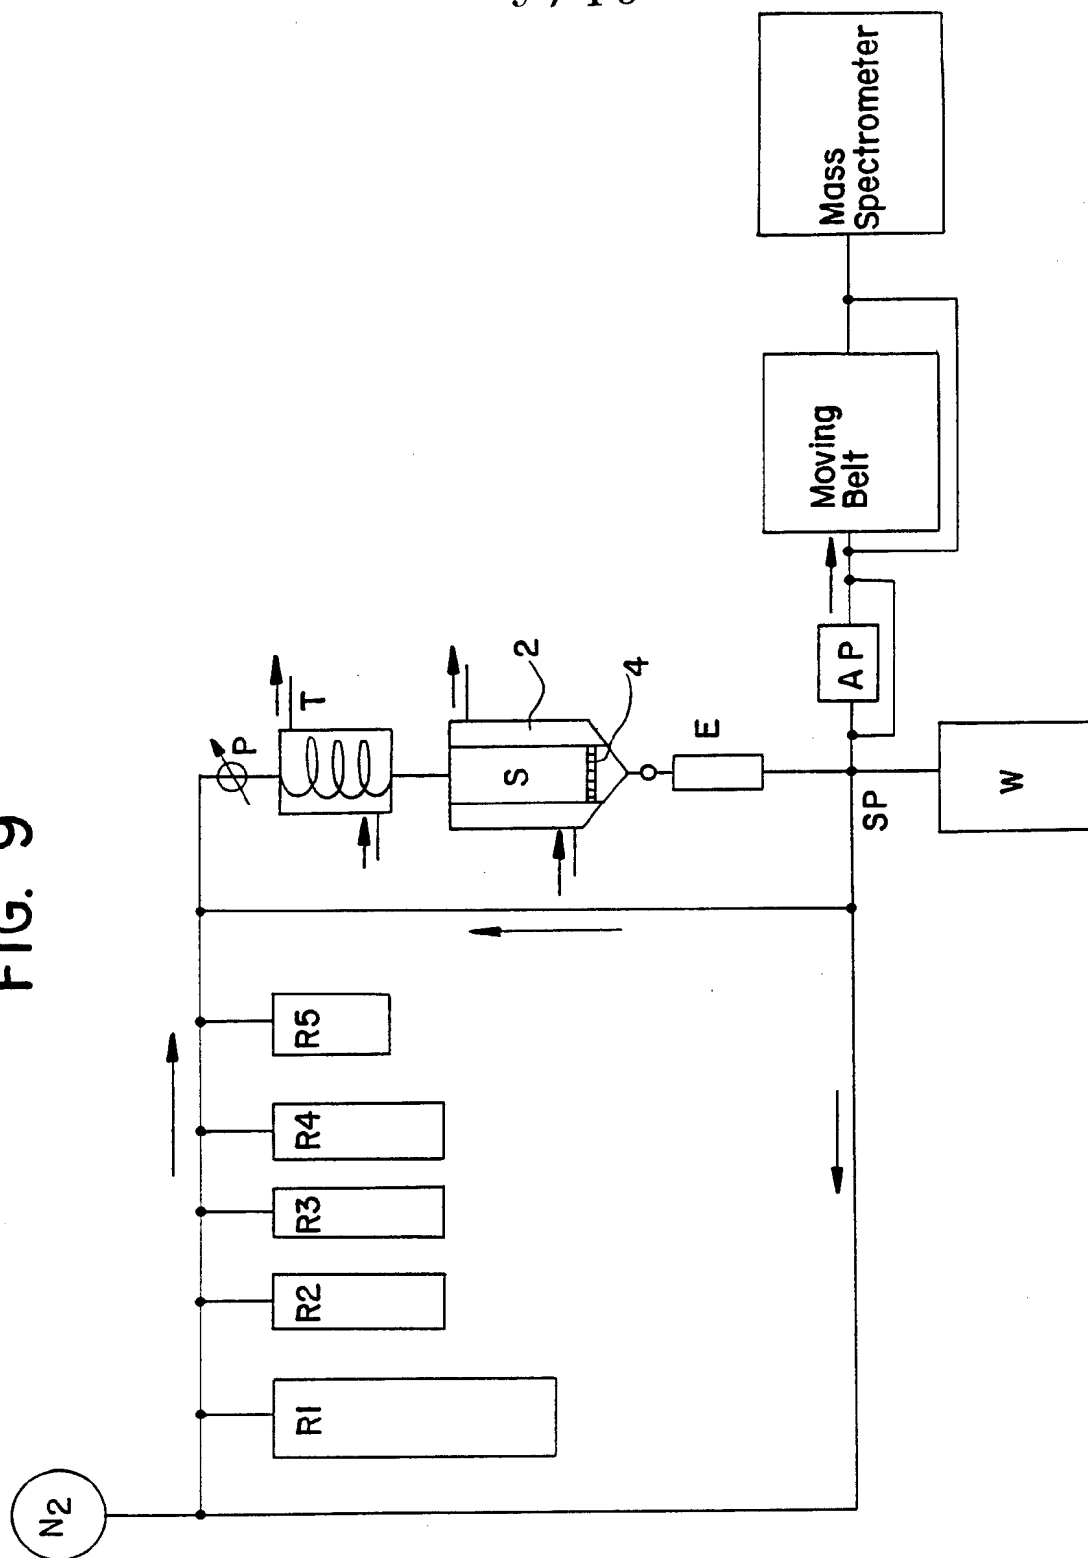 FIG. 9
N2
R1
R2
R3
R4
R5
P
T
S
2
4
E
SP
W
AP
Moving
Belt
Mass
Spectrometer